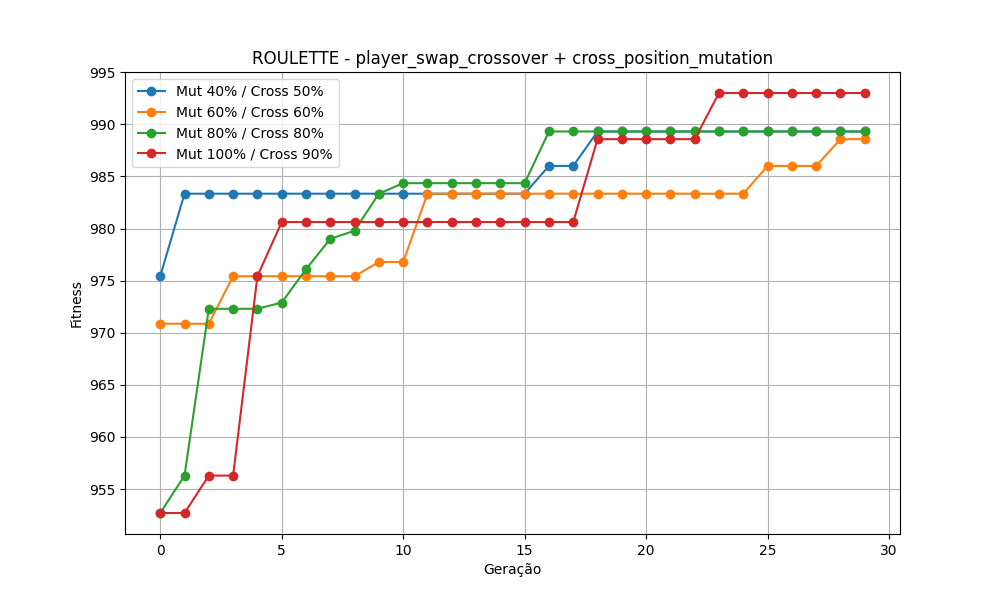 ROULETTE - player_swap_crossover + cross_position_mutation
Mut 40% / Cross 50%
Mut 60% / Cross 60%
Mut 80% / Cross 80%
Mut 100% / Cross 90%
Fitness
995
990
985
980
975
970
965
960
955
0 5 10 15 20 25 30
Geração